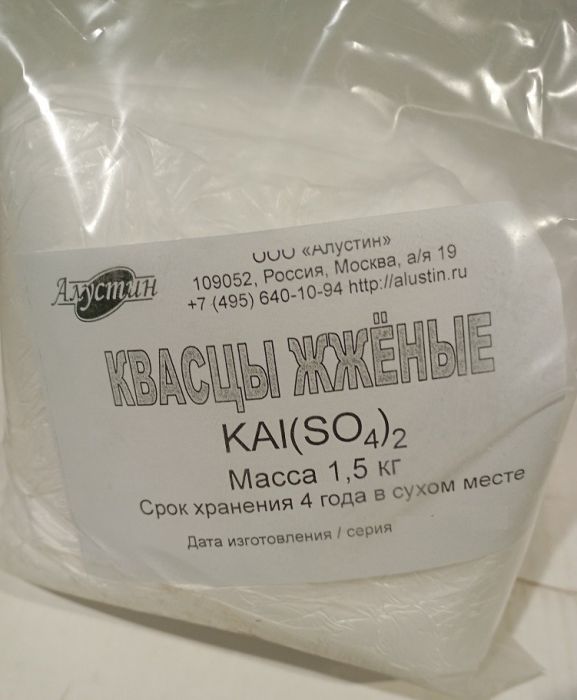 Алустин
ООО «Алустин»
109052, Россия, Москва, а/я 19
+7 (495) 640-10-94 http://alustin.ru
КВАСЦЫ ЖЖЁНЫЕ
KAl(SO₄)₂
Масса 1,5 кг
Срок хранения 4 года в сухом месте
Дата изготовления / серия